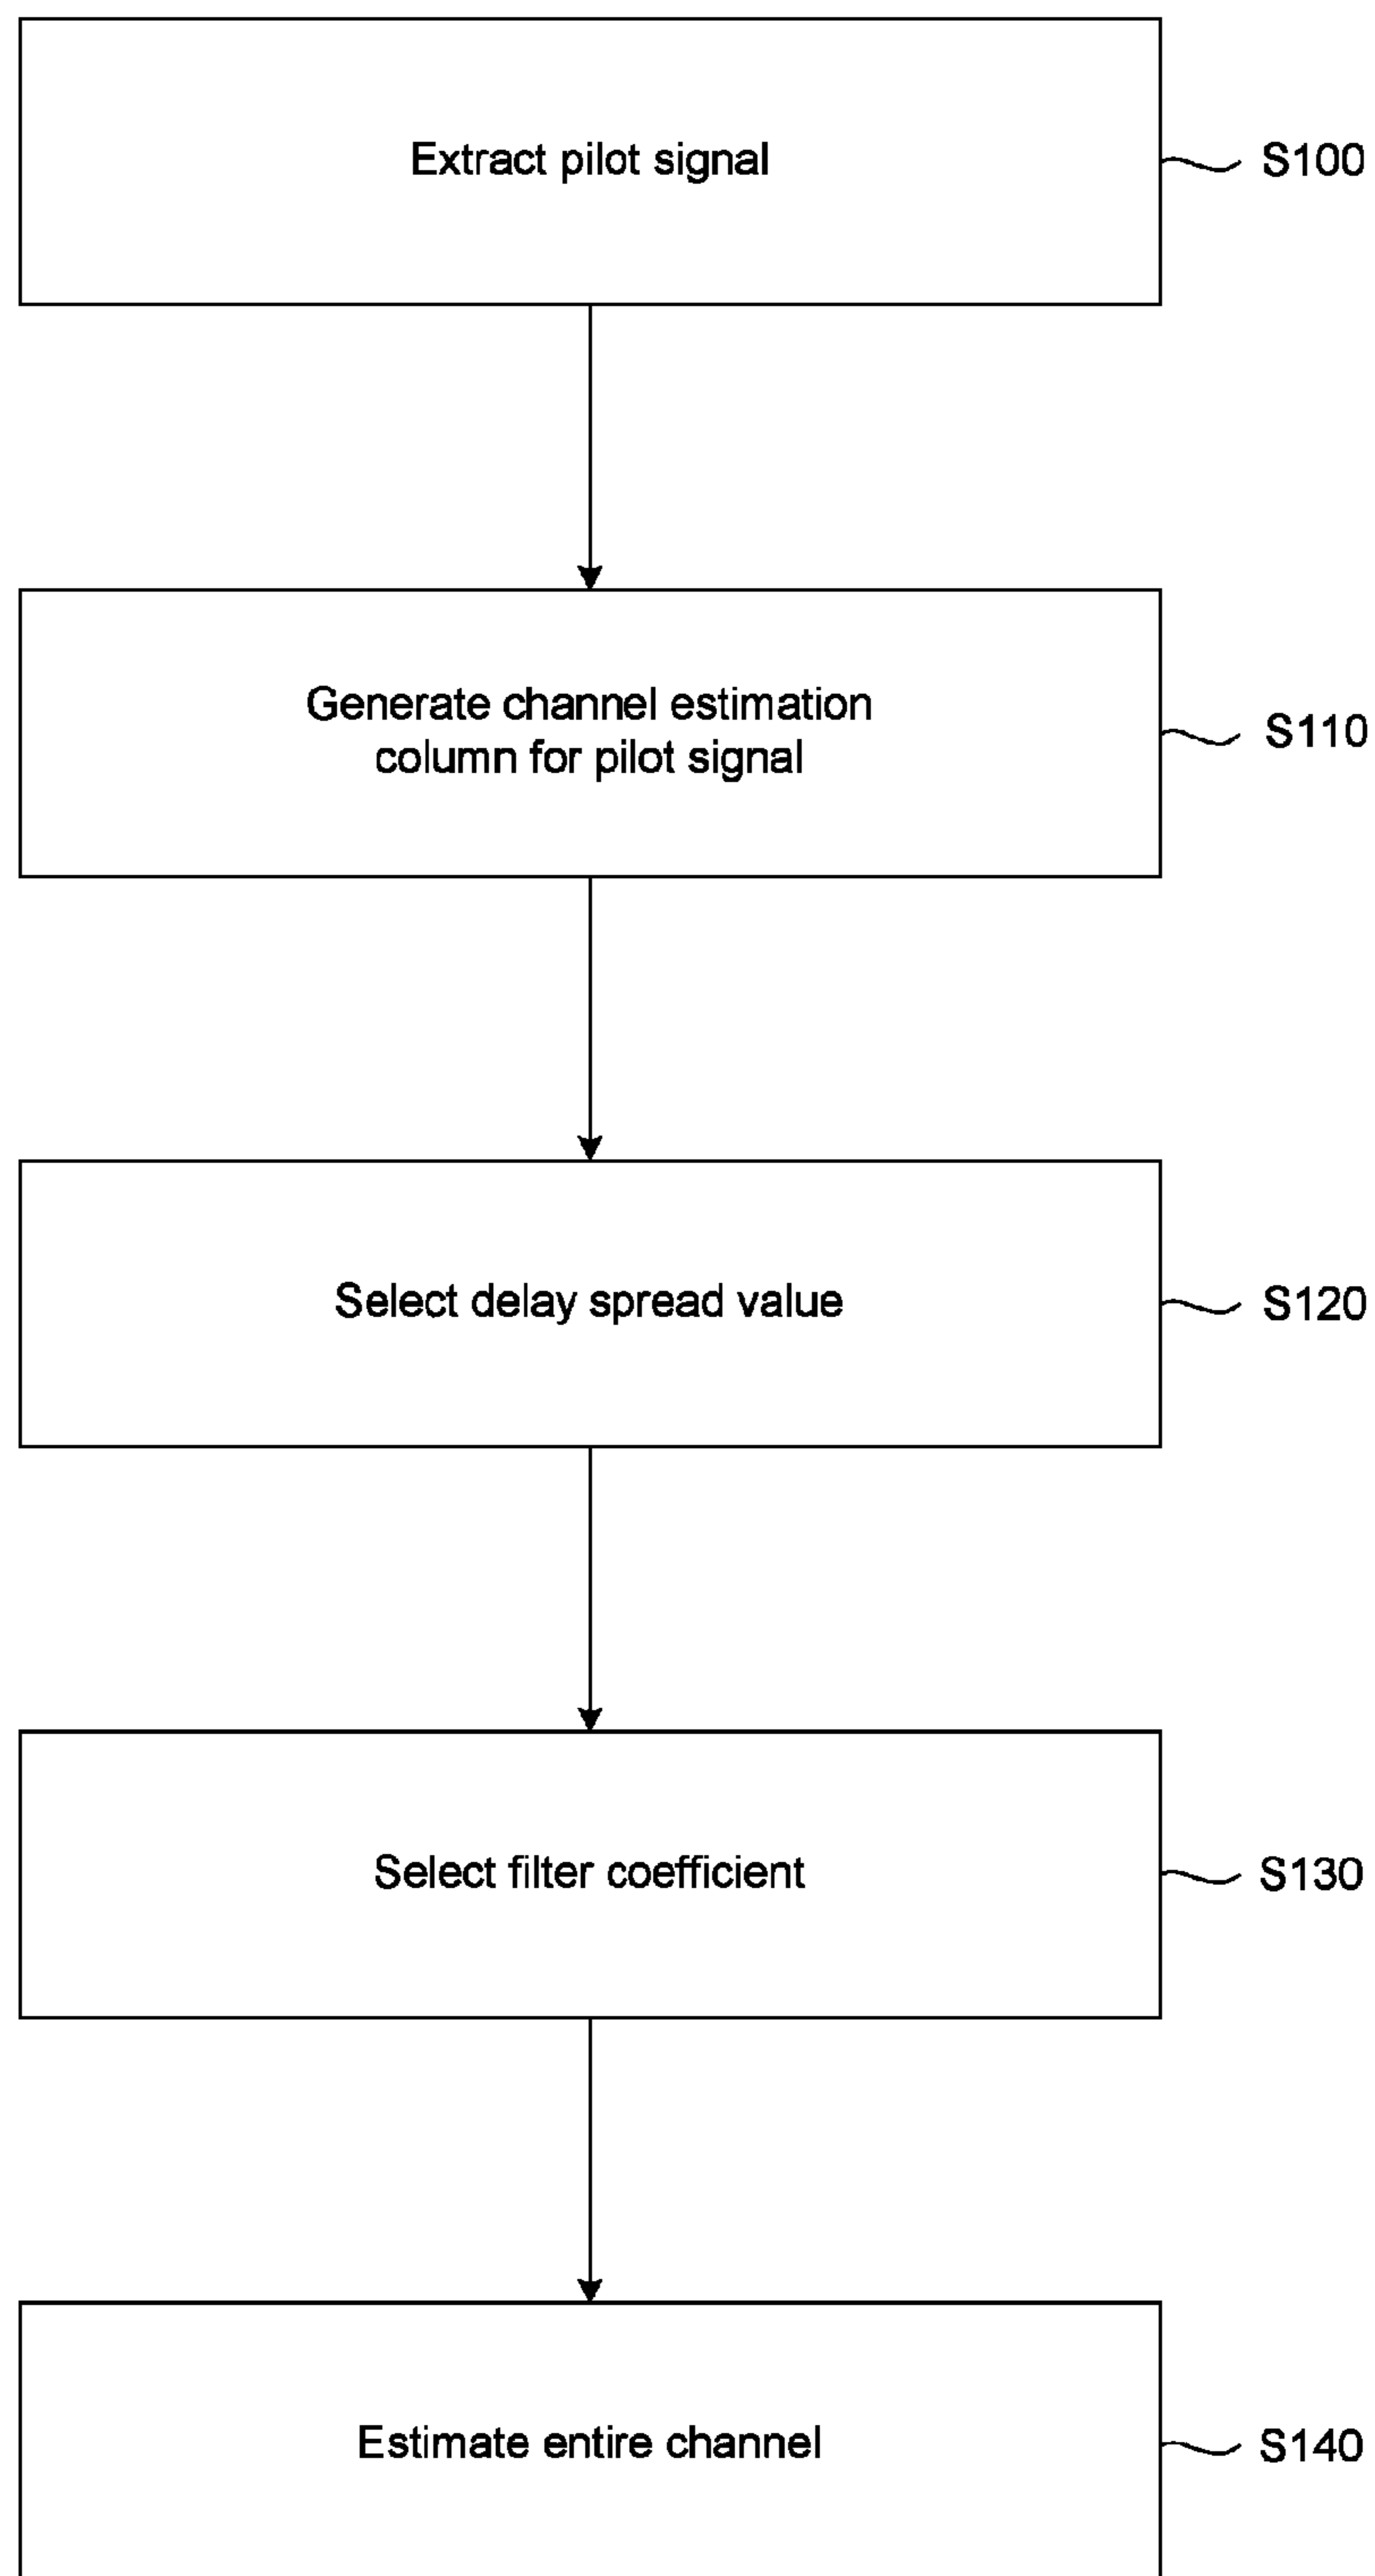 Extract pilot signal
S100
Generate channel estimation
column for pilot signal
S110
Select delay spread value
S120
Select filter coefficient
S130
Estimate entire channel
S140